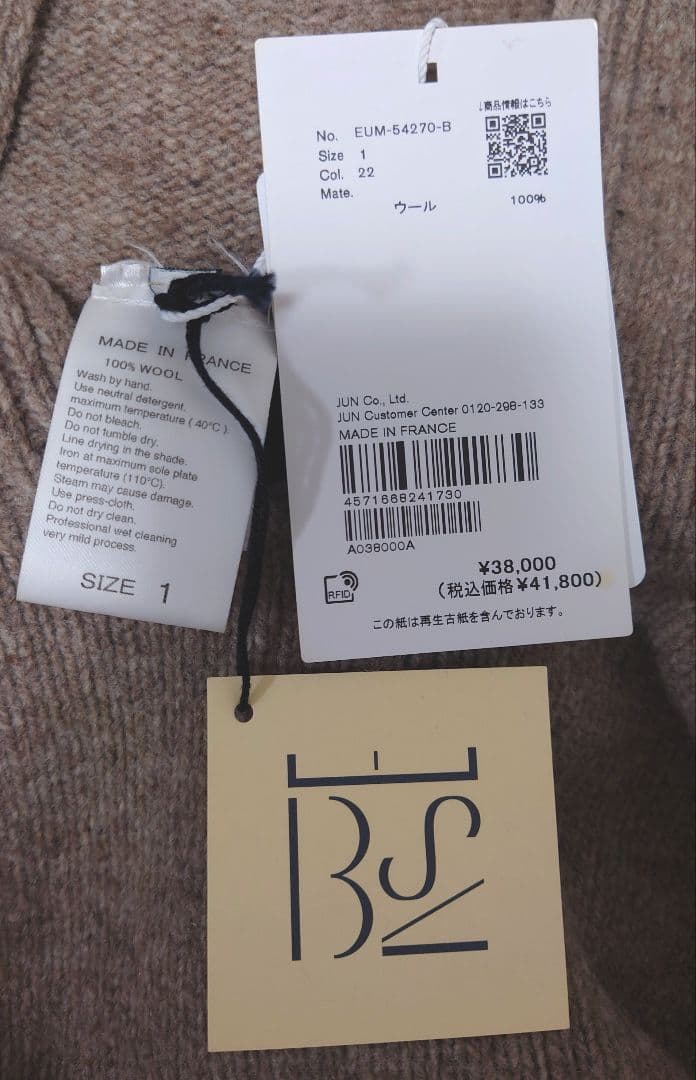 No. EUM-54270-B
Size 1
Col. 22
Mate.
ウール 100%
↓商品情報はこちら
JUN Co., Ltd.
JUN Customer Center 0120-298-133
MADE IN FRANCE
4571668241730
A038000A
RFID
¥38,000
(税込価格¥41,800)
この紙は再生古紙を含んでおります。
MADE IN FRANCE
100% WOOL
Wash by hand.
Use neutral detergent.
maximum temperature ( 40°C ).
Do not bleach.
Do not tumble dry.
Line drying in the shade.
Iron at maximum sole plate
temperature (110°C).
Steam may cause damage.
Use press-cloth.
Do not dry clean.
Professional wet cleaning
very mild process.
SIZE 1